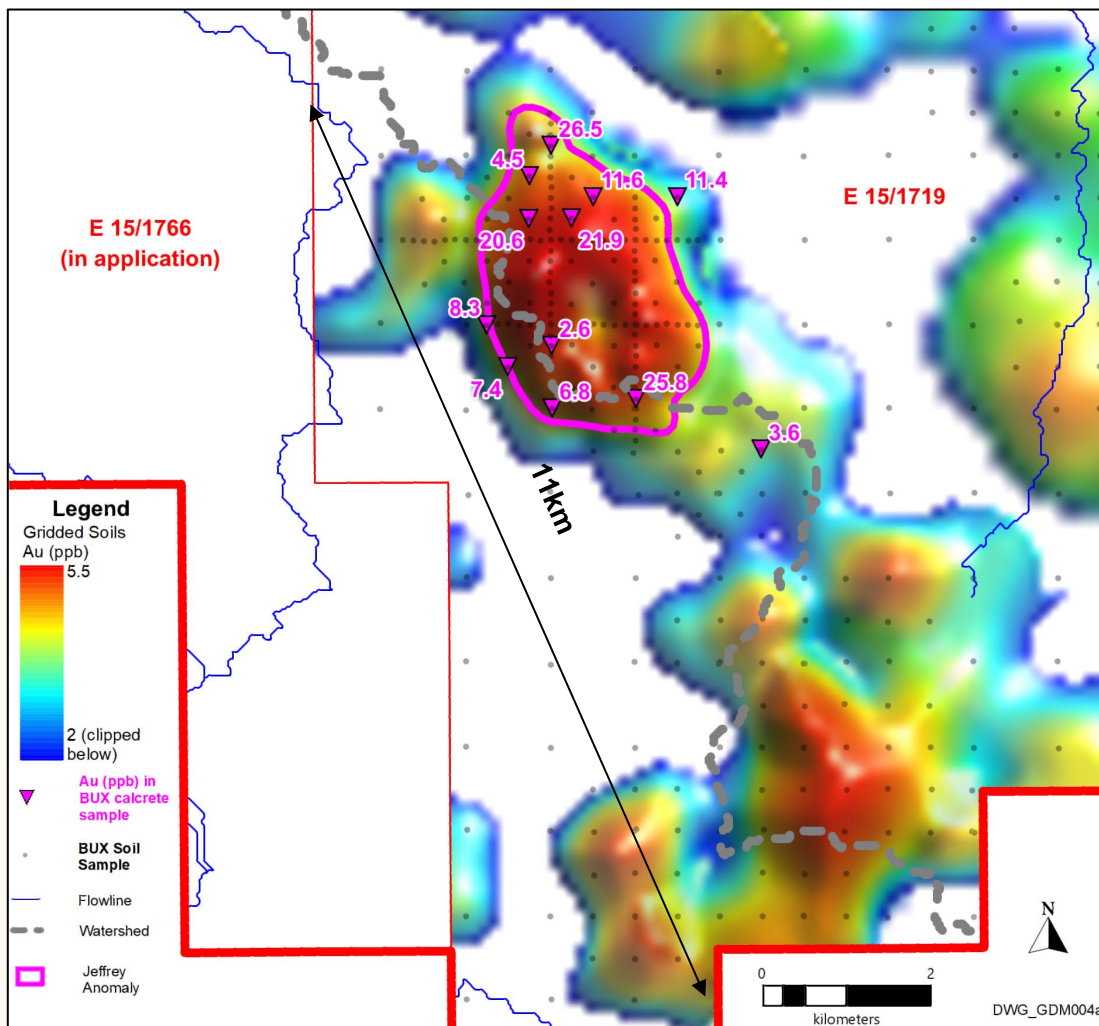 26.5
4.5
11.6
11.4
E 15/1766
(in application)
E 15/1719
20.6
21.9
8.3
2.6
7.4
6.8
25.8
3.6
11km
Legend
Gridded Soils
Au (ppb)
5.5
2 (clipped
below)
Au (ppb) in
BUX calcrete
sample
BUX Soil
Sample
Flowline
Watershed
Jeffrey
Anomaly
N
0
2
kilometers
DWG_GDM004a